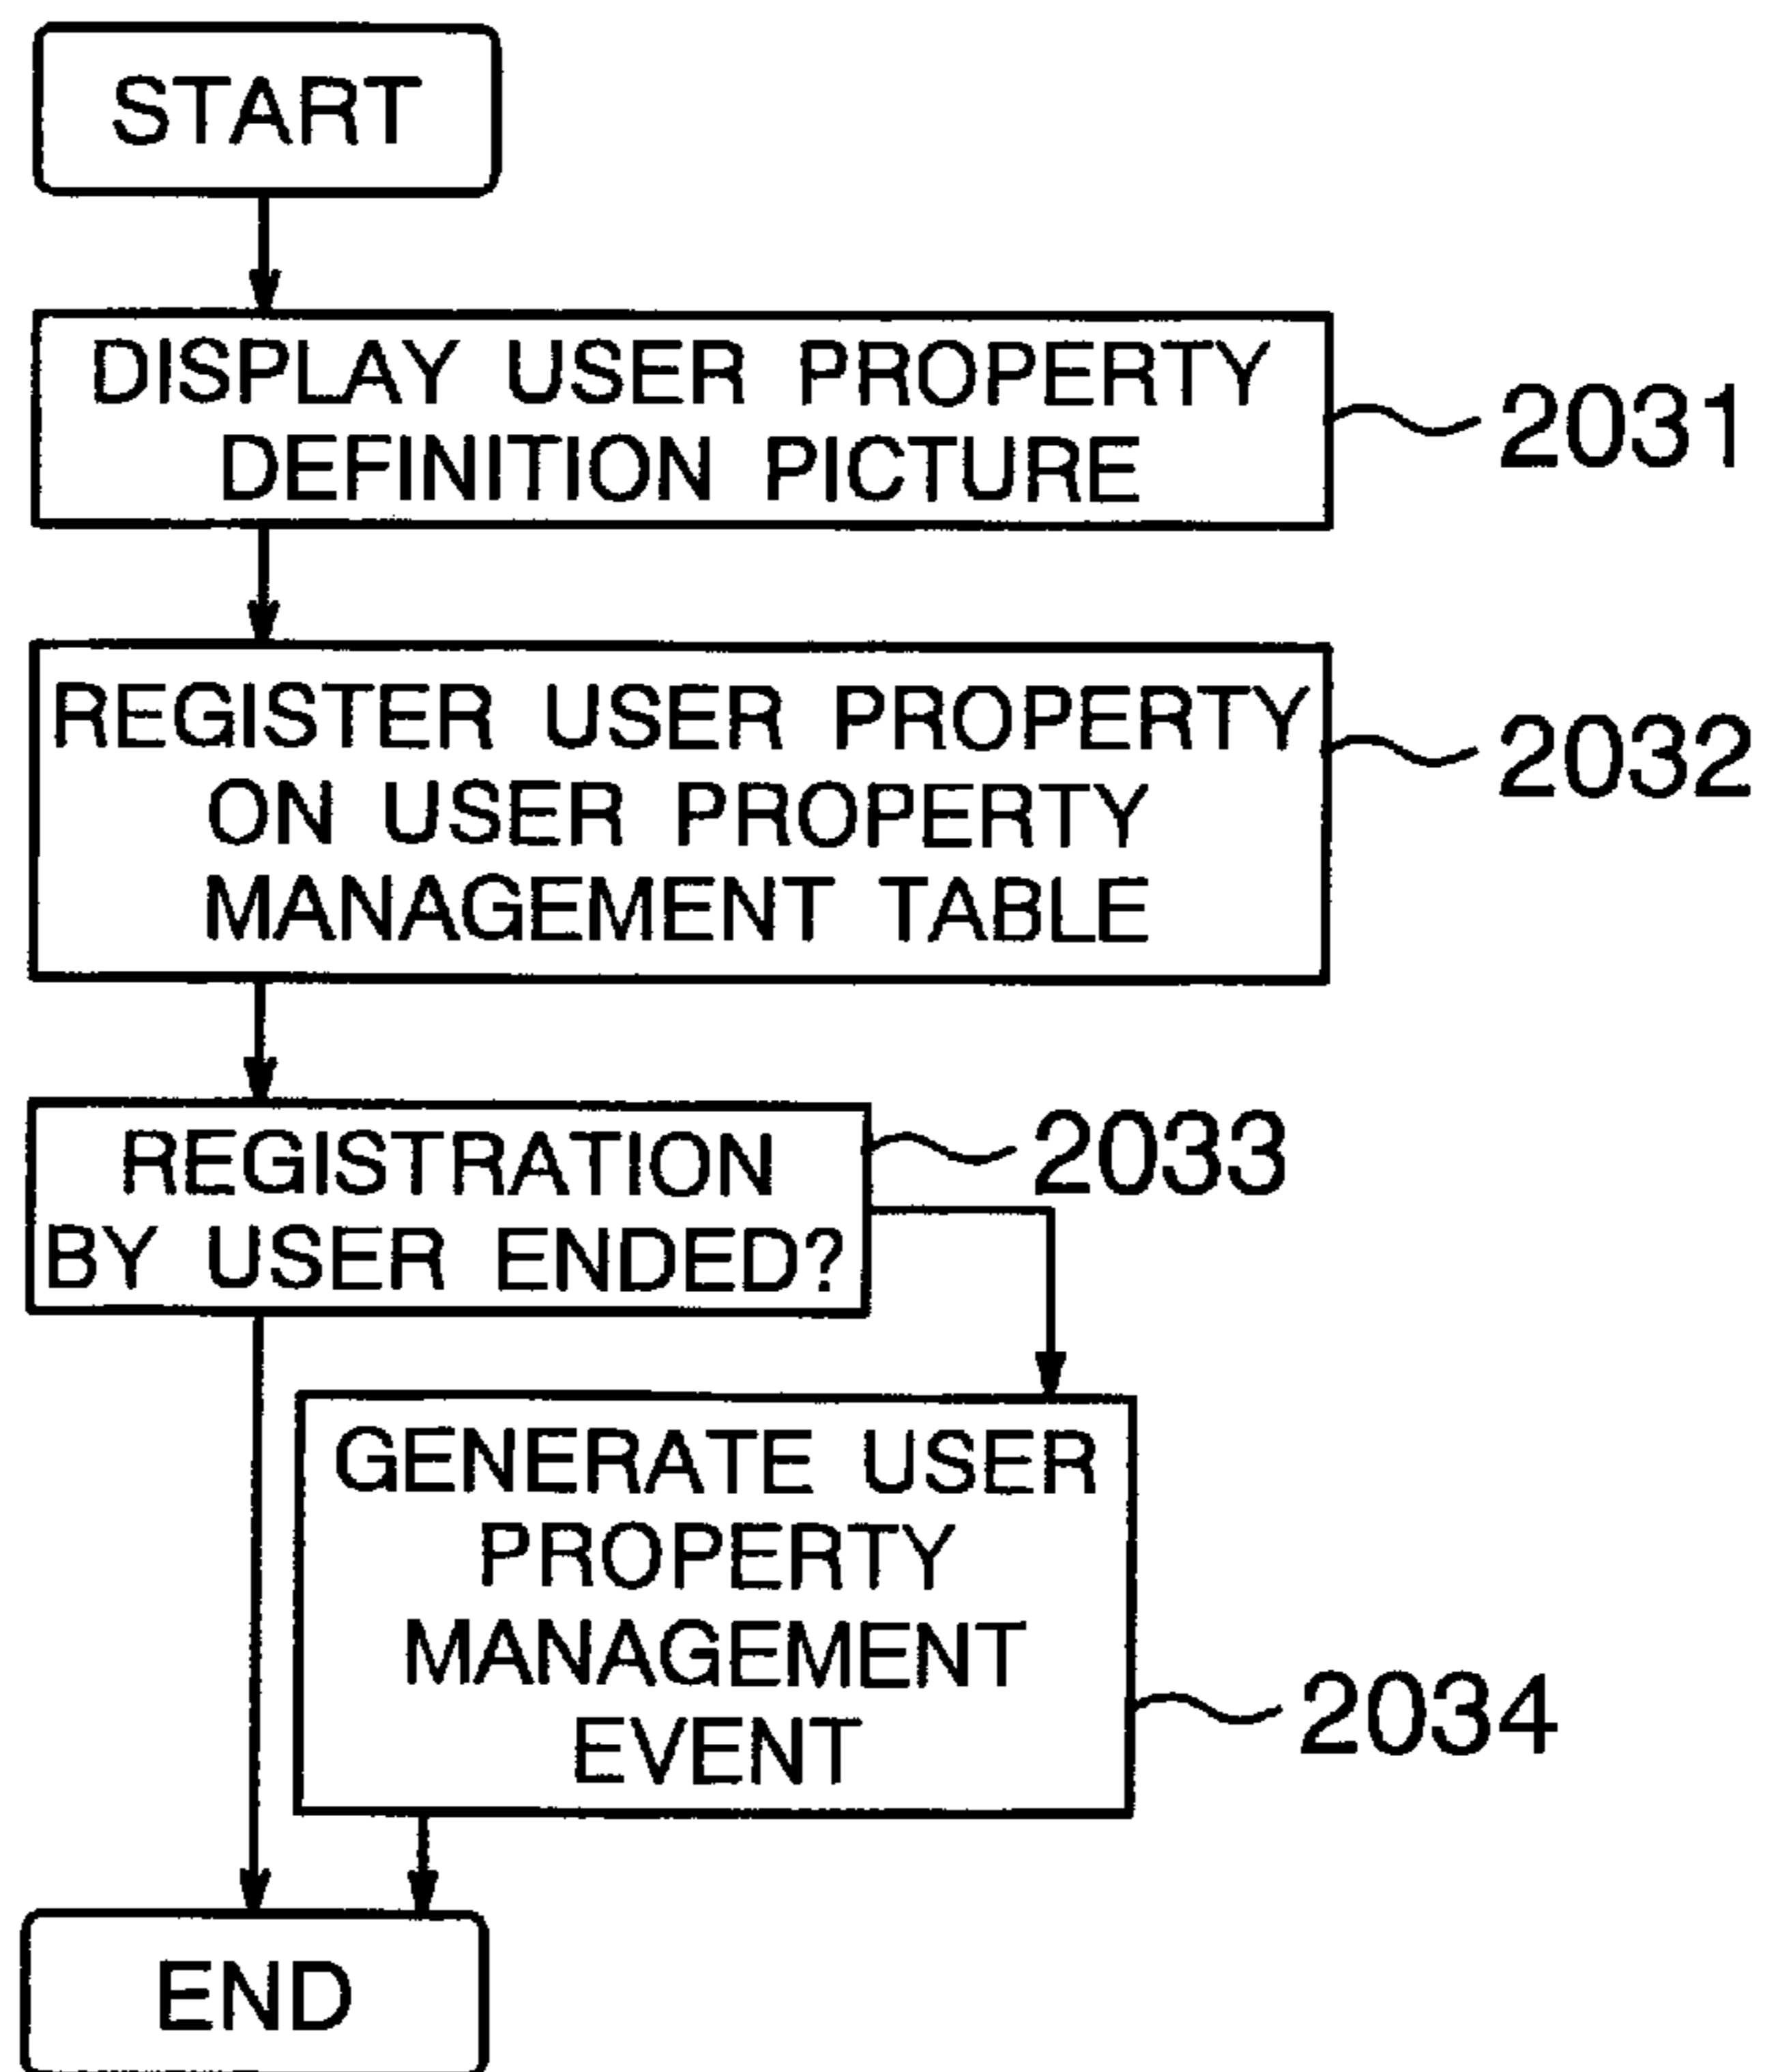 START
DISPLAY USER PROPERTY
DEFINITION PICTURE
2031
REGISTER USER PROPERTY
ON USER PROPERTY
MANAGEMENT TABLE
2032
REGISTRATION
BY USER ENDED?
2033
GENERATE USER
PROPERTY
MANAGEMENT
EVENT
2034
END